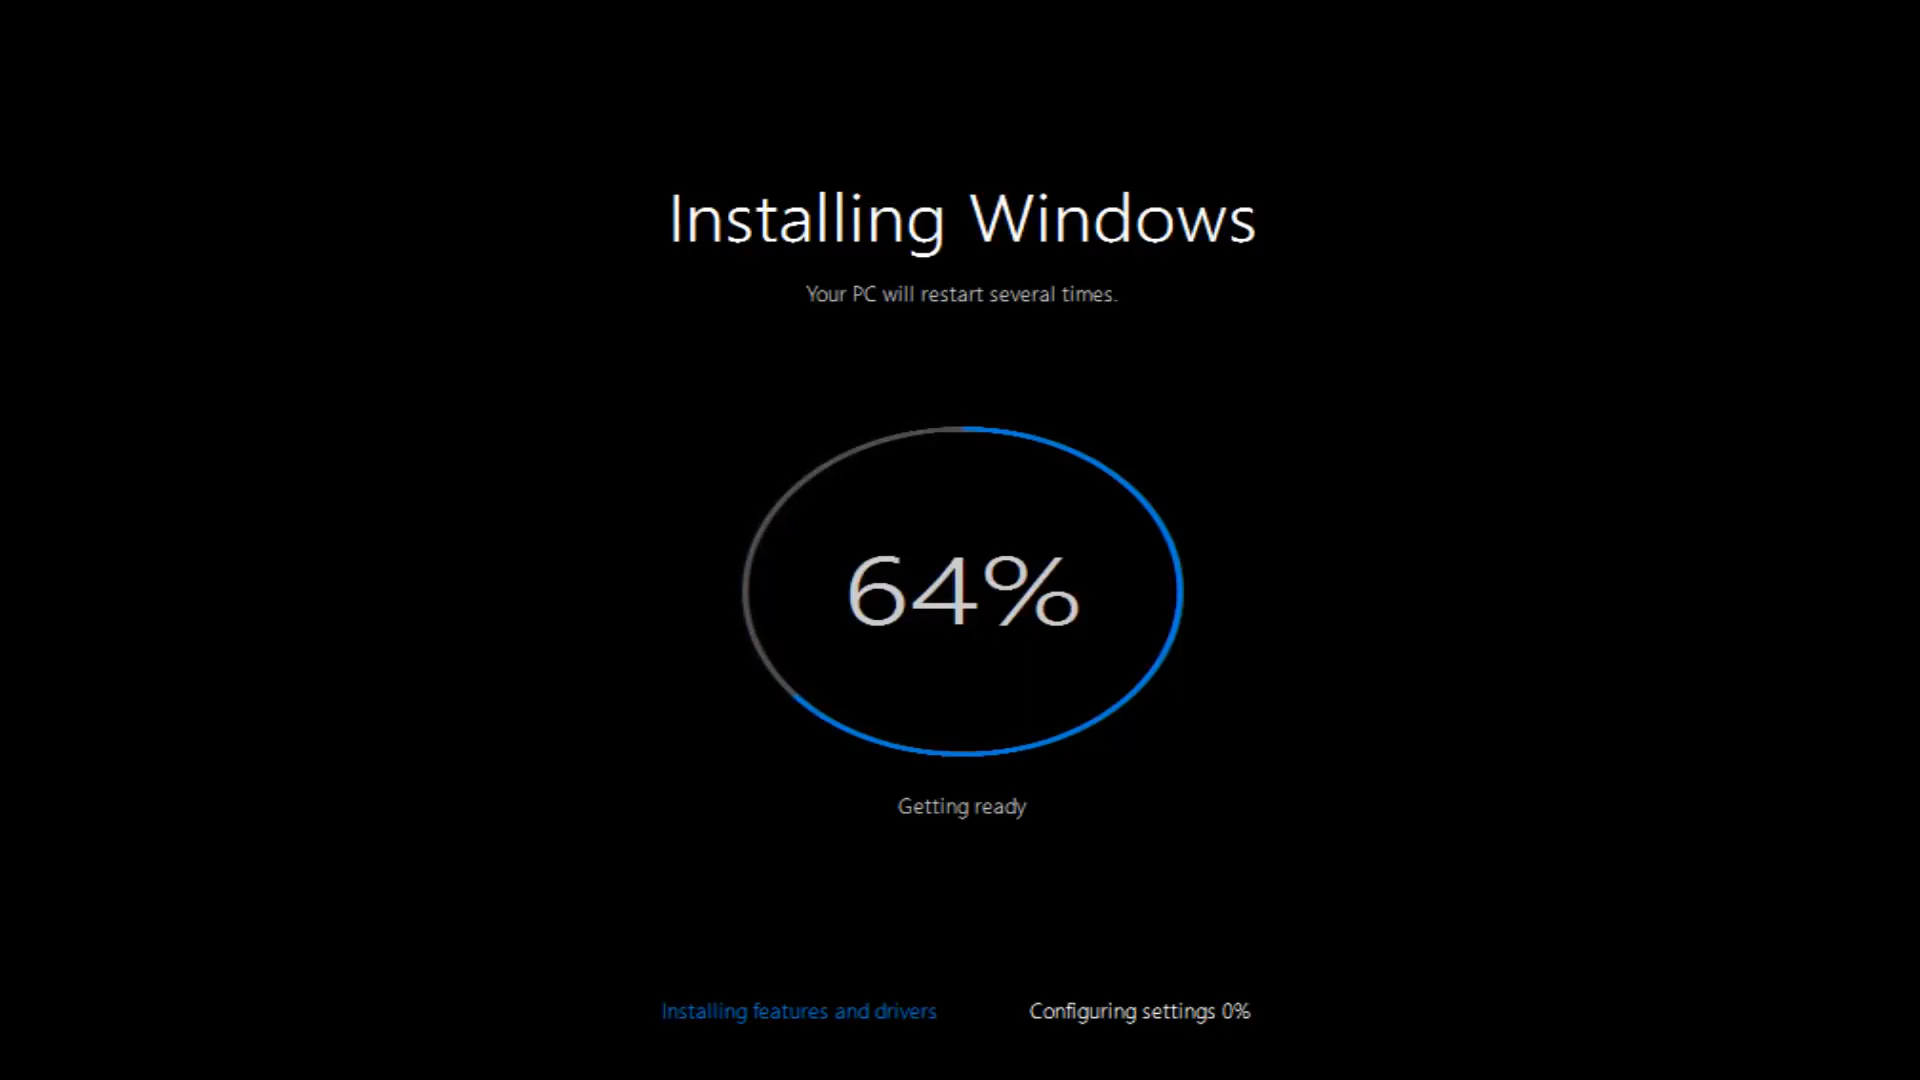 Installing Windows
Your PC will restart several times.
64%
Getting ready
Installing features and drivers
Configuring settings 0%